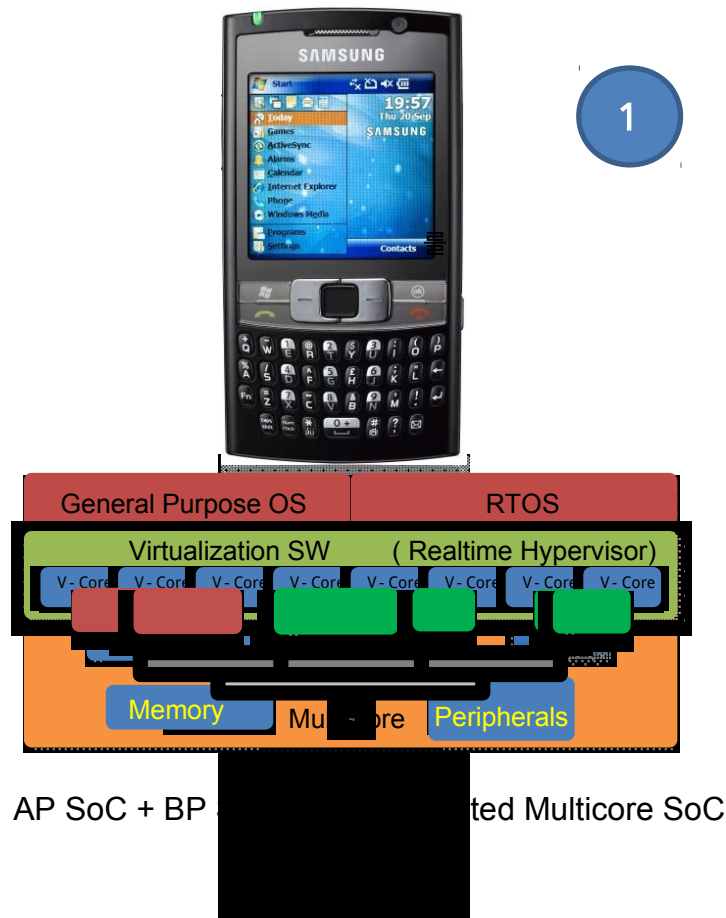 SAMSUNG
Start
19:57
Thu 20 Sep
SAMSUNG
Today
Games
ActiveSync
Alarms
Calendar
Internet Explorer
Phone
Windows Media
Programs
Settings
Contacts
ok
1
Q W E R T Y U I O P
A S D F G H J K L
Fn Z X C V B N M
General Purpose OS RTOS
Virtualization SW ( Realtime Hypervisor)
V - Core V - Core V - Core V - Core V - Core V - Core V - Core V - Core
Memory Peripherals
AP SoC + BP
Multicore SoC